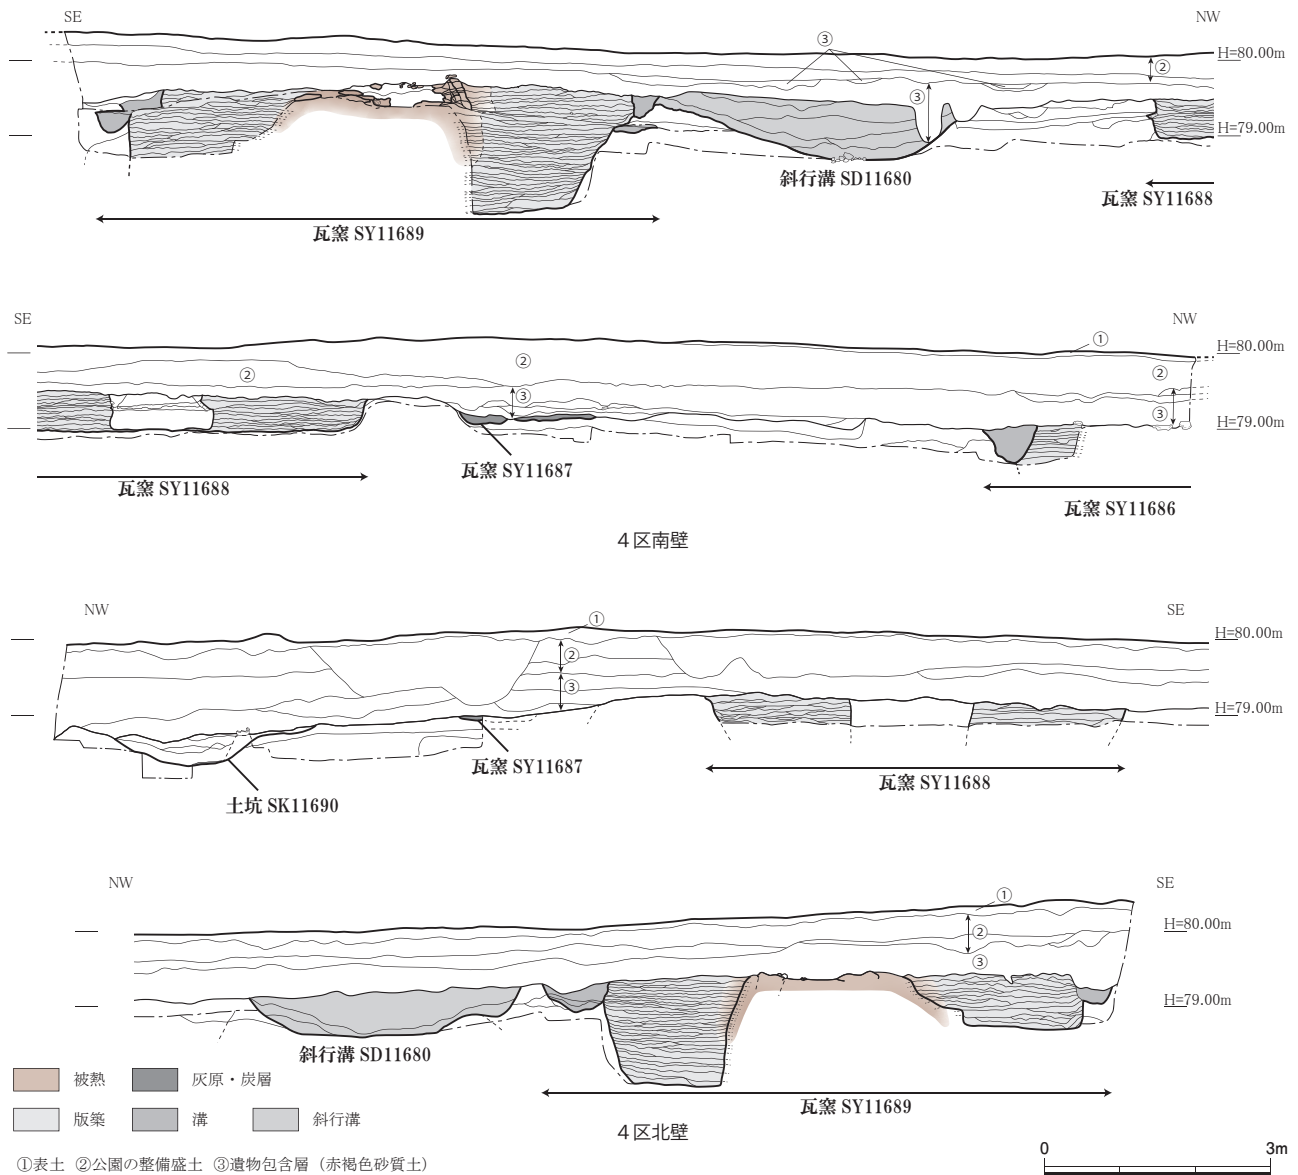 SE
NW
③
H=80.00m
②
③
H=79.00m
斜行溝 SD11680
瓦窯 SY11688
瓦窯 SY11689
SE
NW
①
H=80.00m
②
②
②
③
③
H=79.00m
瓦窯 SY11687
瓦窯 SY11688
瓦窯 SY11686
4区南壁
NW
SE
①
H=80.00m
②
③
H=79.00m
瓦窯 SY11687
瓦窯 SY11688
土坑 SK11690
NW
SE
①
H=80.00m
②
③
H=79.00m
斜行溝 SD11680
瓦窯 SY11689
4区北壁
被熱
灰原・炭層
版築
溝
斜行溝
①表土 ②公園の整備盛土 ③遺物包含層（赤褐色砂質土）
0
3m